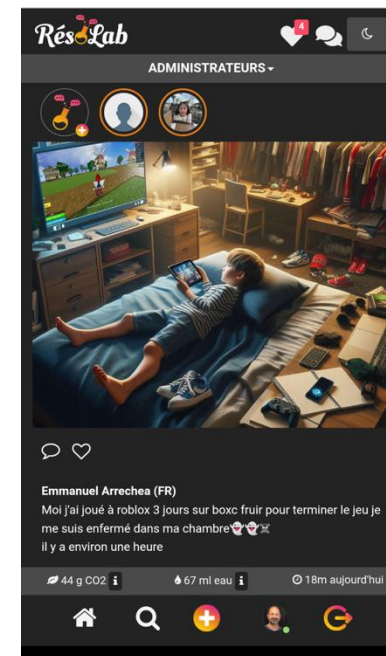 RésoLab
4
ADMINISTRATEURS
Emmanuel Arrechea (FR)
Moi j'ai joué à roblox 3 jours sur boxc fruir pour terminer le jeu je
me suis enfermé dans ma chambre👻👻☠️
il y a environ une heure
44 g CO2 i 67 ml eau i 18m aujourd'hui